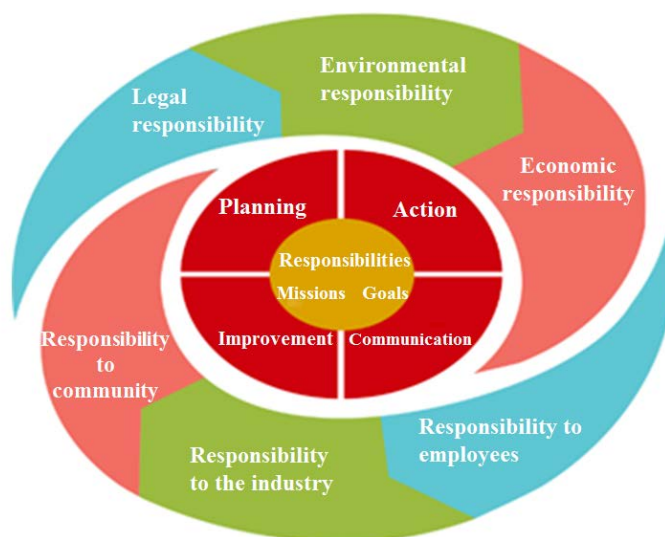 Environmental
responsibility
Legal
responsibility
Economic
responsibility
Planning
Action
Responsibilities
Missions Goals
Improvement
Communication
Responsibility
to
community
Responsibility to
employees
Responsibility
to the industry